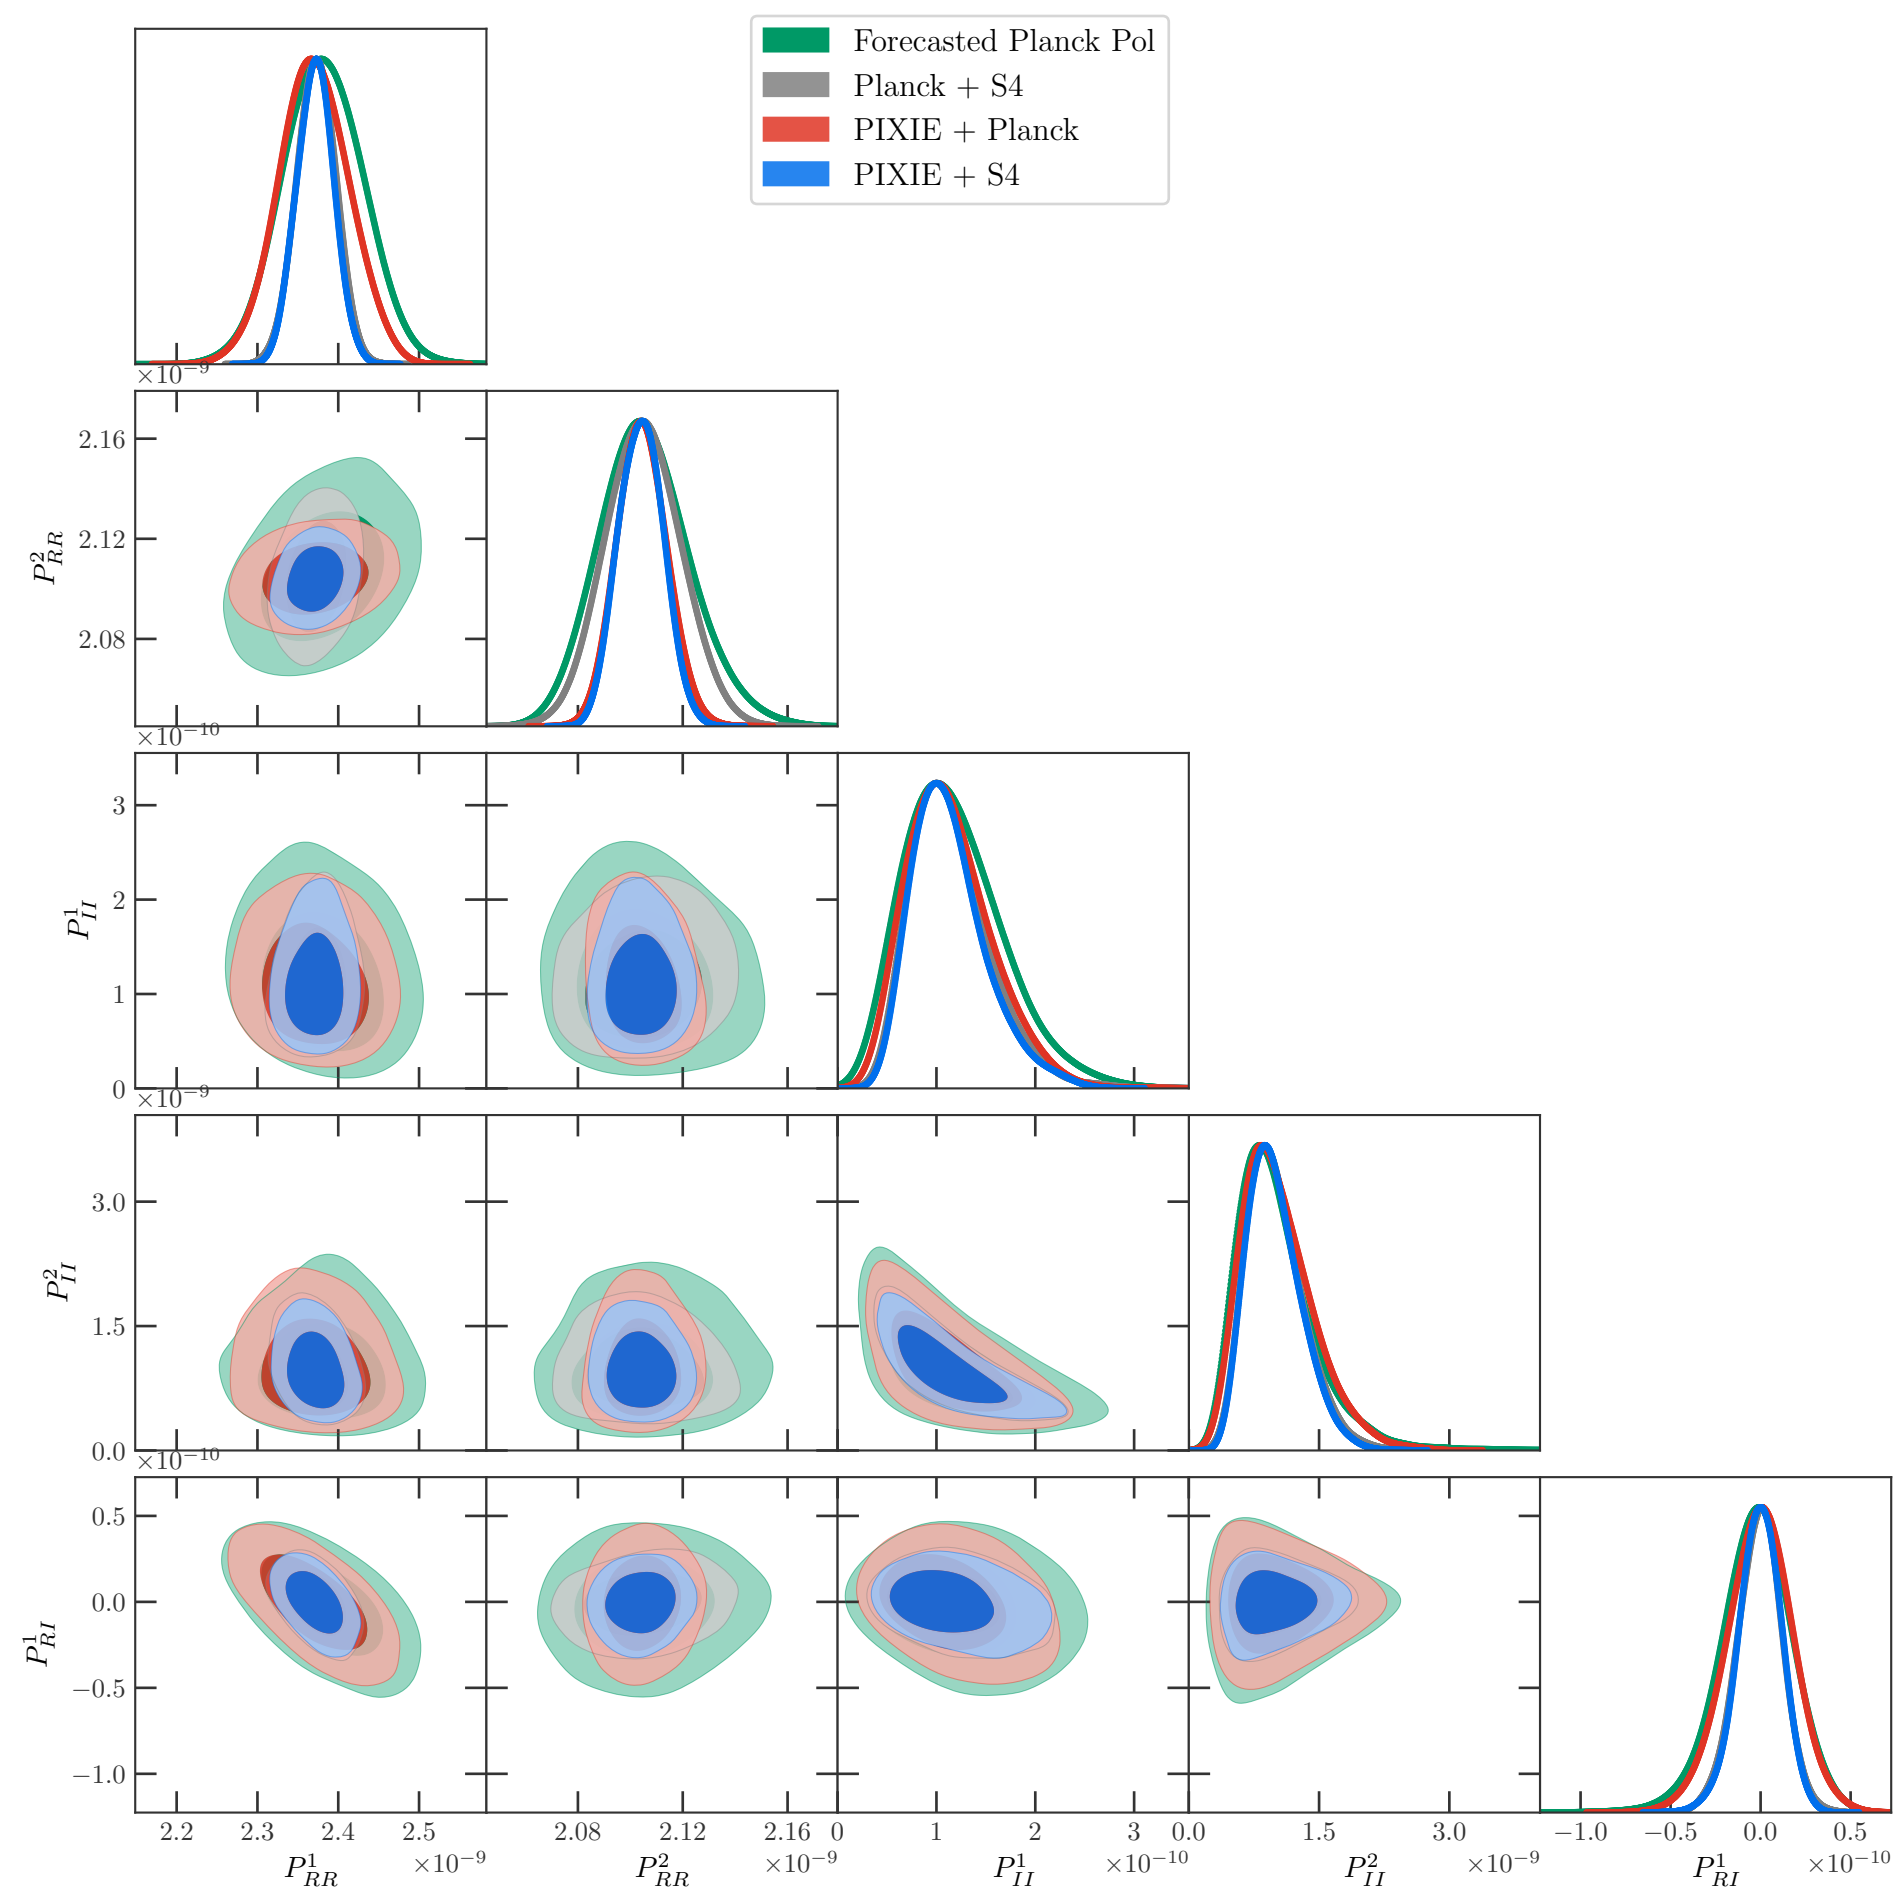 Forecasted Planck Pol
Planck + S4
PIXIE + Planck
PIXIE + S4
×10⁻⁹
2.16
2.12
2.08
P²_RR
×10⁻¹⁰
3
2
1
0
P¹_II
×10⁻⁹
3.0
1.5
0.0
P²_II
×10⁻¹⁰
0.5
0.0
−0.5
−1.0
P¹_RI
2.2 2.3 2.4 2.5 2.08 2.12 2.16 0 1 2 3 0.0 1.5 3.0 −1.0 −0.5 0.0 0.5
P¹_RR ×10⁻⁹ P²_RR ×10⁻⁹ P¹_II ×10⁻¹⁰ P²_II ×10⁻⁹ P¹_RI ×10⁻¹⁰